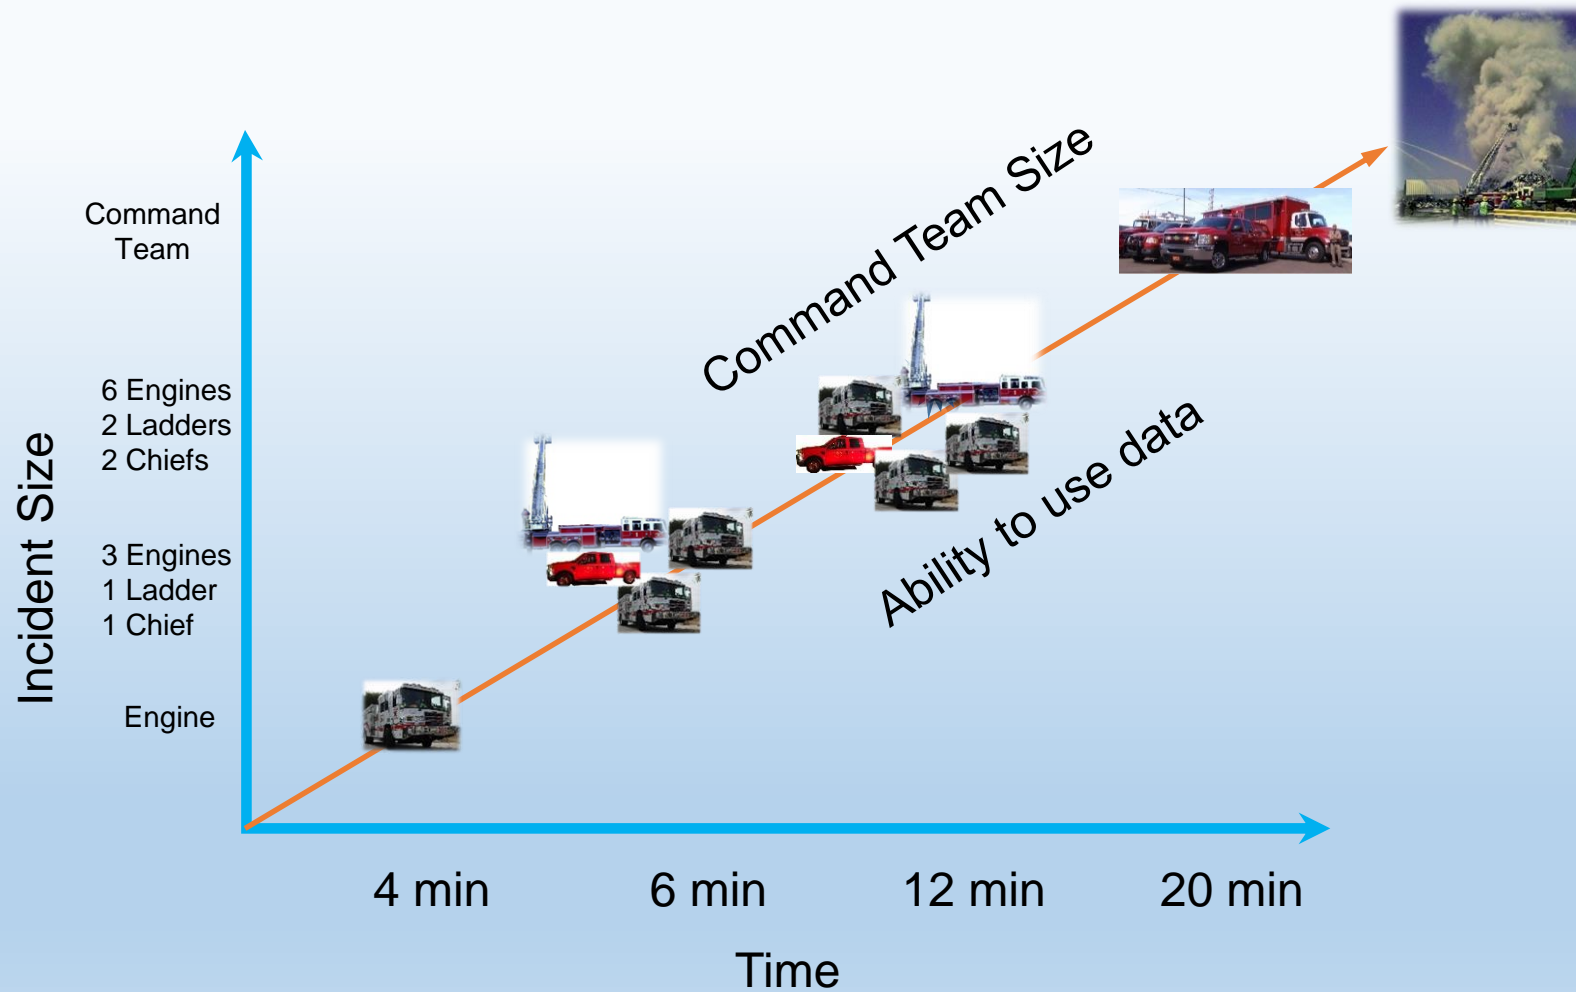 Command
Team
6 Engines
2 Ladders
2 Chiefs
3 Engines
1 Ladder
1 Chief
Engine
Incident Size
Command Team Size
Ability to use data
4 min
6 min
12 min
20 min
Time